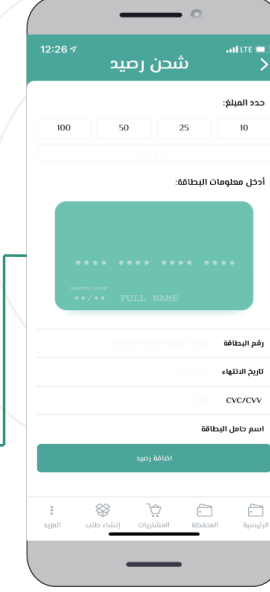 12:26 LTE
شحن رصيد
حدد المبلغ:
10 25 50 100
أدخل معلومات البطاقة:
•••• •••• •••• ••••
MONTH/YEAR
••/•• FULL NAME
رقم البطاقة
تاريخ الانتهاء
CVC/CVV
اسم حامل البطاقة
اضافة رصيد
الرئيسية المحفظة المشتريات إنشاء طلب المزيد